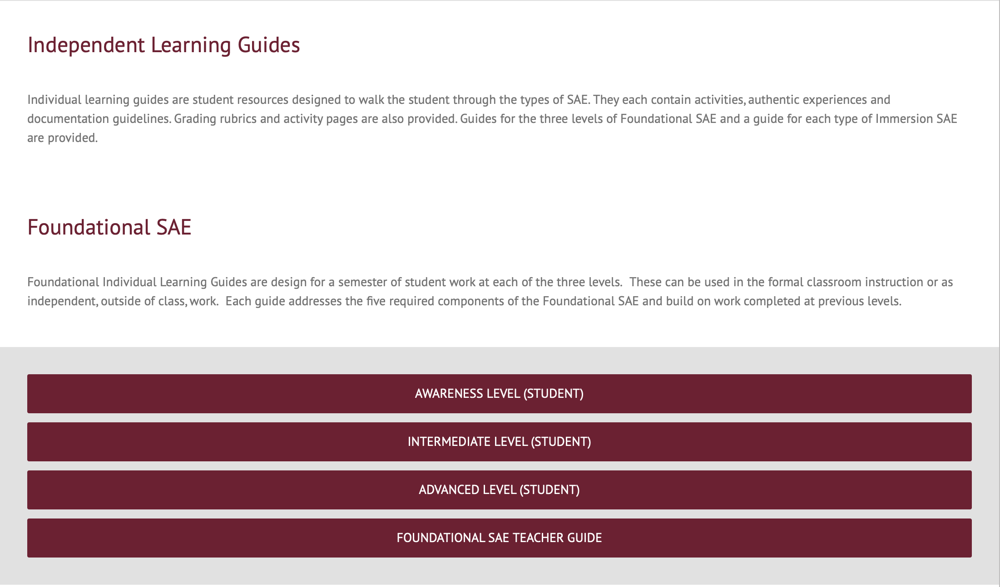 Independent Learning Guides
Individual learning guides are student resources designed to walk the student through the types of SAE. They each contain activities, authentic experiences and
documentation guidelines. Grading rubrics and activity pages are also provided. Guides for the three levels of Foundational SAE and a guide for each type of Immersion SAE
are provided.
Foundational SAE
Foundational Individual Learning Guides are design for a semester of student work at each of the three levels.  These can be used in the formal classroom instruction or as
independent, outside of class, work.  Each guide addresses the five required components of the Foundational SAE and build on work completed at previous levels.
AWARENESS LEVEL (STUDENT)
INTERMEDIATE LEVEL (STUDENT)
ADVANCED LEVEL (STUDENT)
FOUNDATIONAL SAE TEACHER GUIDE